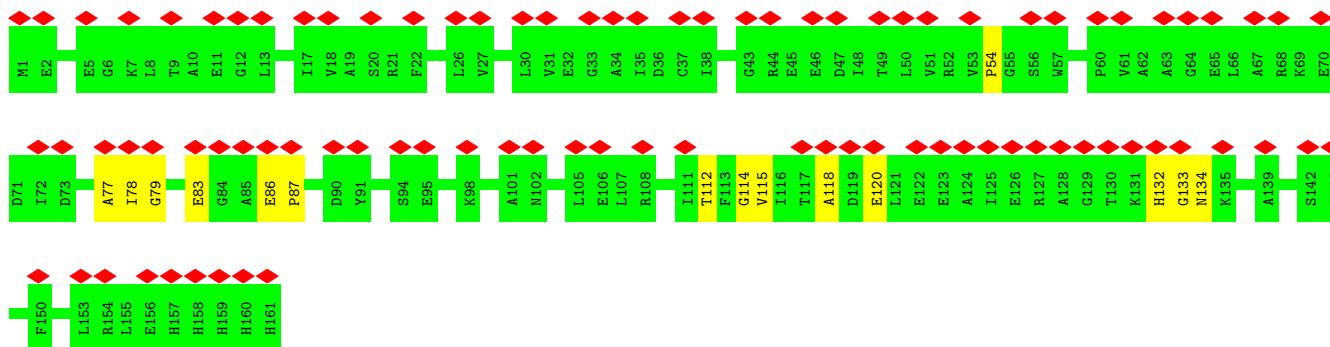 M1 E2 E5 G6 K7 L8 T9 A10 E11 G12 L13 I17 V18 A19 S20 R21 F22 L26 V27 L30 V31 E32 G33 A34 I35 D36 C37 I38 G43 R44 E45 E46 D47 I48 T49 L50 V51 R52 V53 P54 G55 S56 W57 P60 V61 A62 A63 G64 E65 L66 A67 R68 K69 E70
D71 I72 D73 A77 I78 G79 E83 G84 A85 E86 P87 D90 Y91 S94 E95 K98 A101 N102 L105 E106 L107 R108 I111 T112 F113 G114 V115 I116 T117 A118 D119 E120 L121 E122 E123 A124 I125 E126 R127 A128 G129 T130 K131 H132 G133 N134 K135 A139 S142
F150 L153 R154 L155 E156 H157 H158 H159 H160 H161